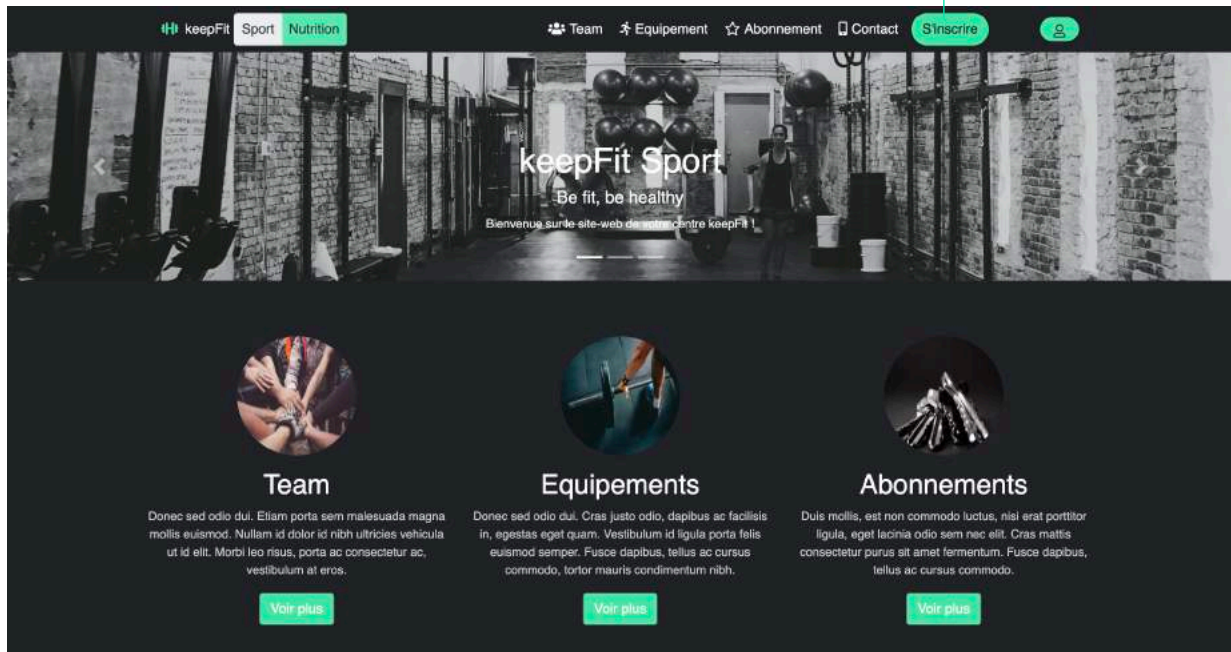 keepFit Sport Nutrition Team Equipement Abonnement Contact S'inscrire
keepFit Sport
Be fit, be healthy
Bienvenue sur le site-web de votre centre keepFit !
Team
Donec sed odio dui. Etiam porta sem malesuada magna
mollis euismod. Nullam id dolor id nibh ultricies vehicula
ut id elit. Morbi leo risus, porta ac consectetur ac,
vestibulum at eros.
Voir plus
Equipements
Donec sed odio dui. Cras justo odio, dapibus ac facilisis
in, egestas eget quam. Vestibulum id ligula porta felis
euismod semper. Fusce dapibus, tellus ac cursus
commodo, tortor mauris condimentum nibh.
Voir plus
Abonnements
Duis mollis, est non commodo luctus, nisi erat porttitor
ligula, eget lacinia odio sem nec elit. Cras mattis
consectetur purus sit amet fermentum. Fusce dapibus,
tellus ac cursus commodo.
Voir plus